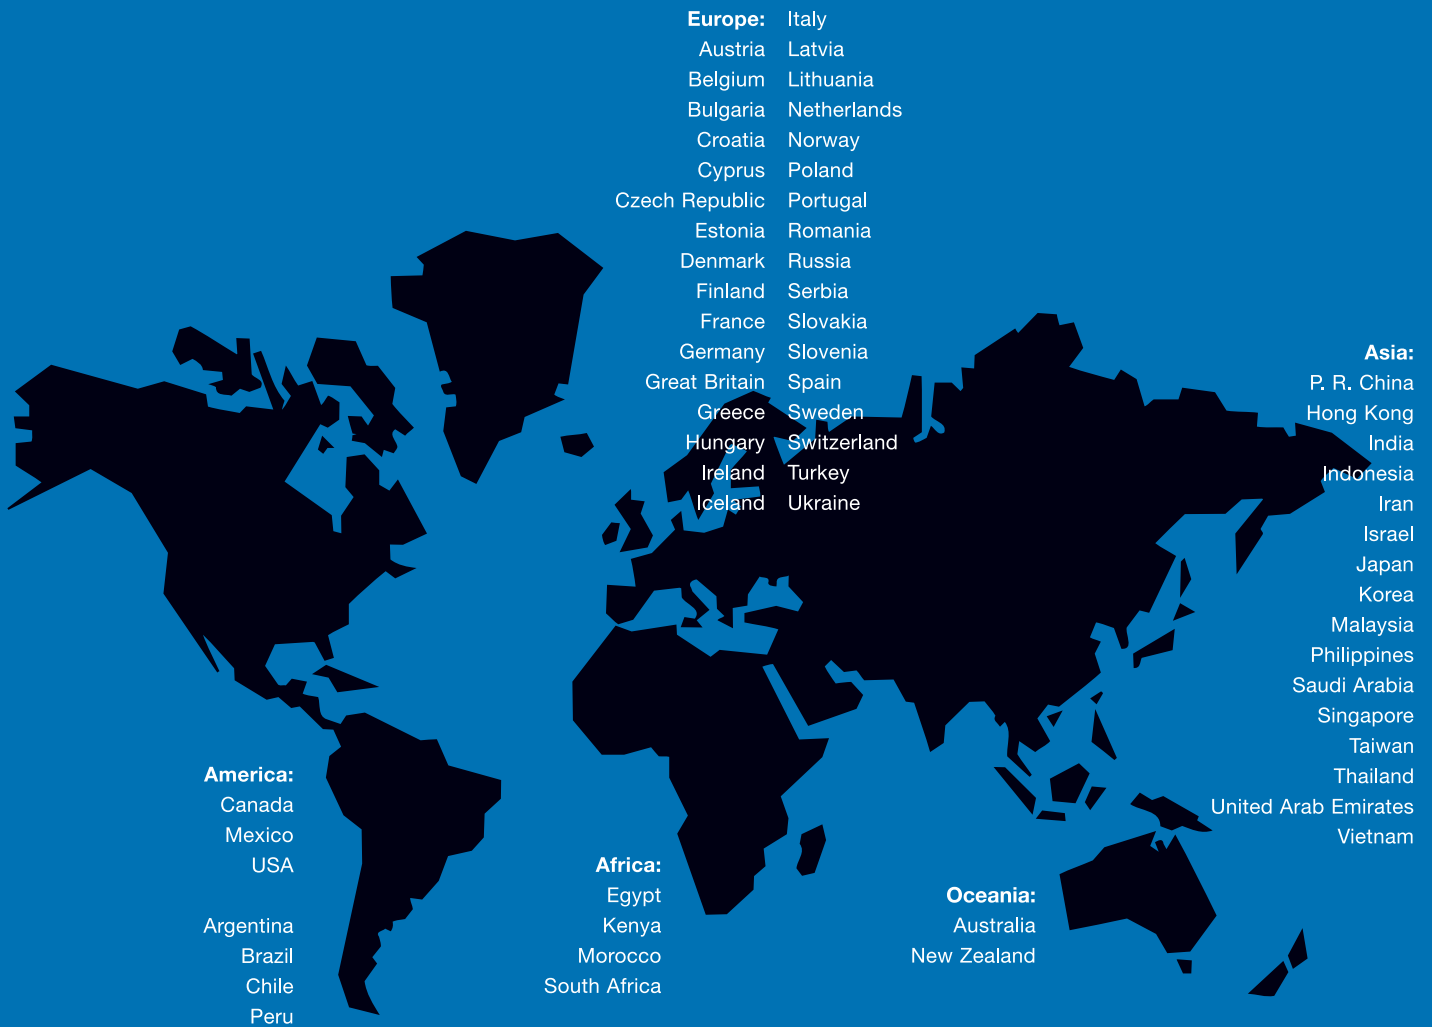 Europe:
Austria
Belgium
Bulgaria
Croatia
Cyprus
Czech Republic
Estonia
Denmark
Finland
France
Germany
Great Britain
Greece
Hungary
Ireland
Iceland
Italy
Latvia
Lithuania
Netherlands
Norway
Poland
Portugal
Romania
Russia
Serbia
Slovakia
Slovenia
Spain
Sweden
Switzerland
Turkey
Ukraine
Asia:
P. R. China
Hong Kong
India
Indonesia
Iran
Israel
Japan
Korea
Malaysia
Philippines
Saudi Arabia
Singapore
Taiwan
Thailand
United Arab Emirates
Vietnam
America:
Canada
Mexico
USA
Argentina
Brazil
Chile
Peru
Africa:
Egypt
Kenya
Morocco
South Africa
Oceania:
Australia
New Zealand